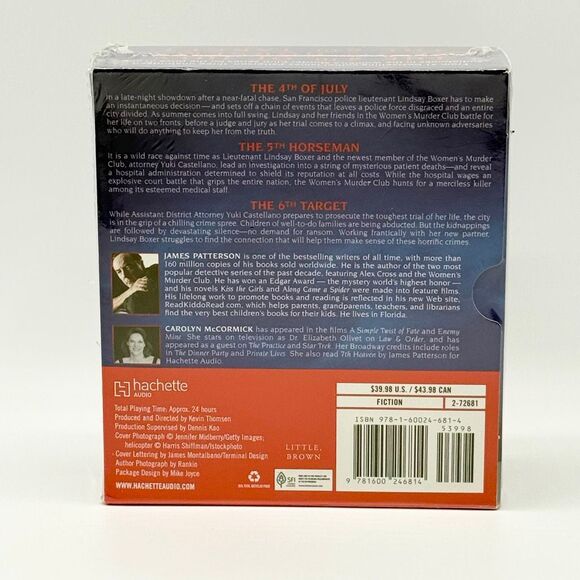 THE 4TH OF JULY
In a late-night showdown after a near-fatal chase, San Francisco police lieutenant Lindsay Boxer has to make
an instantaneous decision—and sets off a chain of events that leaves a police force disgraced and an entire
city divided. As summer comes into full swing, Lindsay and her friends in the Women's Murder Club battle for
her life on two fronts: before a judge and jury as her trial comes to a climax, and facing unknown adversaries
who will do anything to keep her from the truth.
THE 5TH HORSEMAN
It is a wild race against time as Lieutenant Lindsay Boxer and the newest member of the Women's Murder
Club, attorney Yuki Castellano, lead an investigation into a string of mysterious patient deaths—and reveal
a hospital administration determined to shield its reputation at all costs. While the hospital wages an
explosive court battle that grips the entire nation, the Women's Murder Club hunts for a merciless killer
among its esteemed medical staff.
THE 6TH TARGET
While Assistant District Attorney Yuki Castellano prepares to prosecute the toughest trial of her life, the city
is in the grip of a chilling crime spree. Children of well-to-do families are being abducted. But the kidnappings
are followed by devastating silence—no demand for ransom. Working frantically with her new partner,
Lindsay Boxer struggles to find the connection that will help them make sense of these horrific crimes.
JAMES PATTERSON is one of the bestselling writers of all time, with more than
160 million copies of his books sold worldwide. He is the author of the two most
popular detective series of the past decade, featuring Alex Cross and the Women's
Murder Club. He has won an Edgar Award — the mystery world's highest honor —
and his novels Kiss the Girls and Along Came a Spider were made into feature films.
His lifelong work to promote books and reading is reflected in his new Web site,
ReadKiddoRead.com, which helps parents, grandparents, teachers, and librarians
find the very best children's books for their kids. He lives in Florida.
CAROLYN McCORMICK has appeared in the films A Simple Twist of Fate and Enemy
Mine. She stars on television as Dr. Elizabeth Olivet on Law & Order, and has
appeared as a guest on The Practice and Star Trek. Her Broadway credits include roles
in The Dinner Party and Private Lives. She also read 7th Heaven by James Patterson for
Hachette Audio.
hachette
AUDIO
Total Playing Time: Approx. 24 hours
Produced and Directed by Kevin Thomsen
Production Supervised by Dennis Kao
Cover Photograph © Jennifer Midberry/Getty Images;
helicopter © Harris Shiffman/Istockphoto
Cover Lettering by James Montalbano/Terminal Design
Author Photograph by Rankin
Package Design by Mike Joyce
WWW.HACHETTEAUDIO.COM
LITTLE,
BROWN
SFI
$39.98 U.S. / $43.98 CAN
FICTION 2-72681
ISBN 978-1-60024-681-4
53998
9 781600 246814